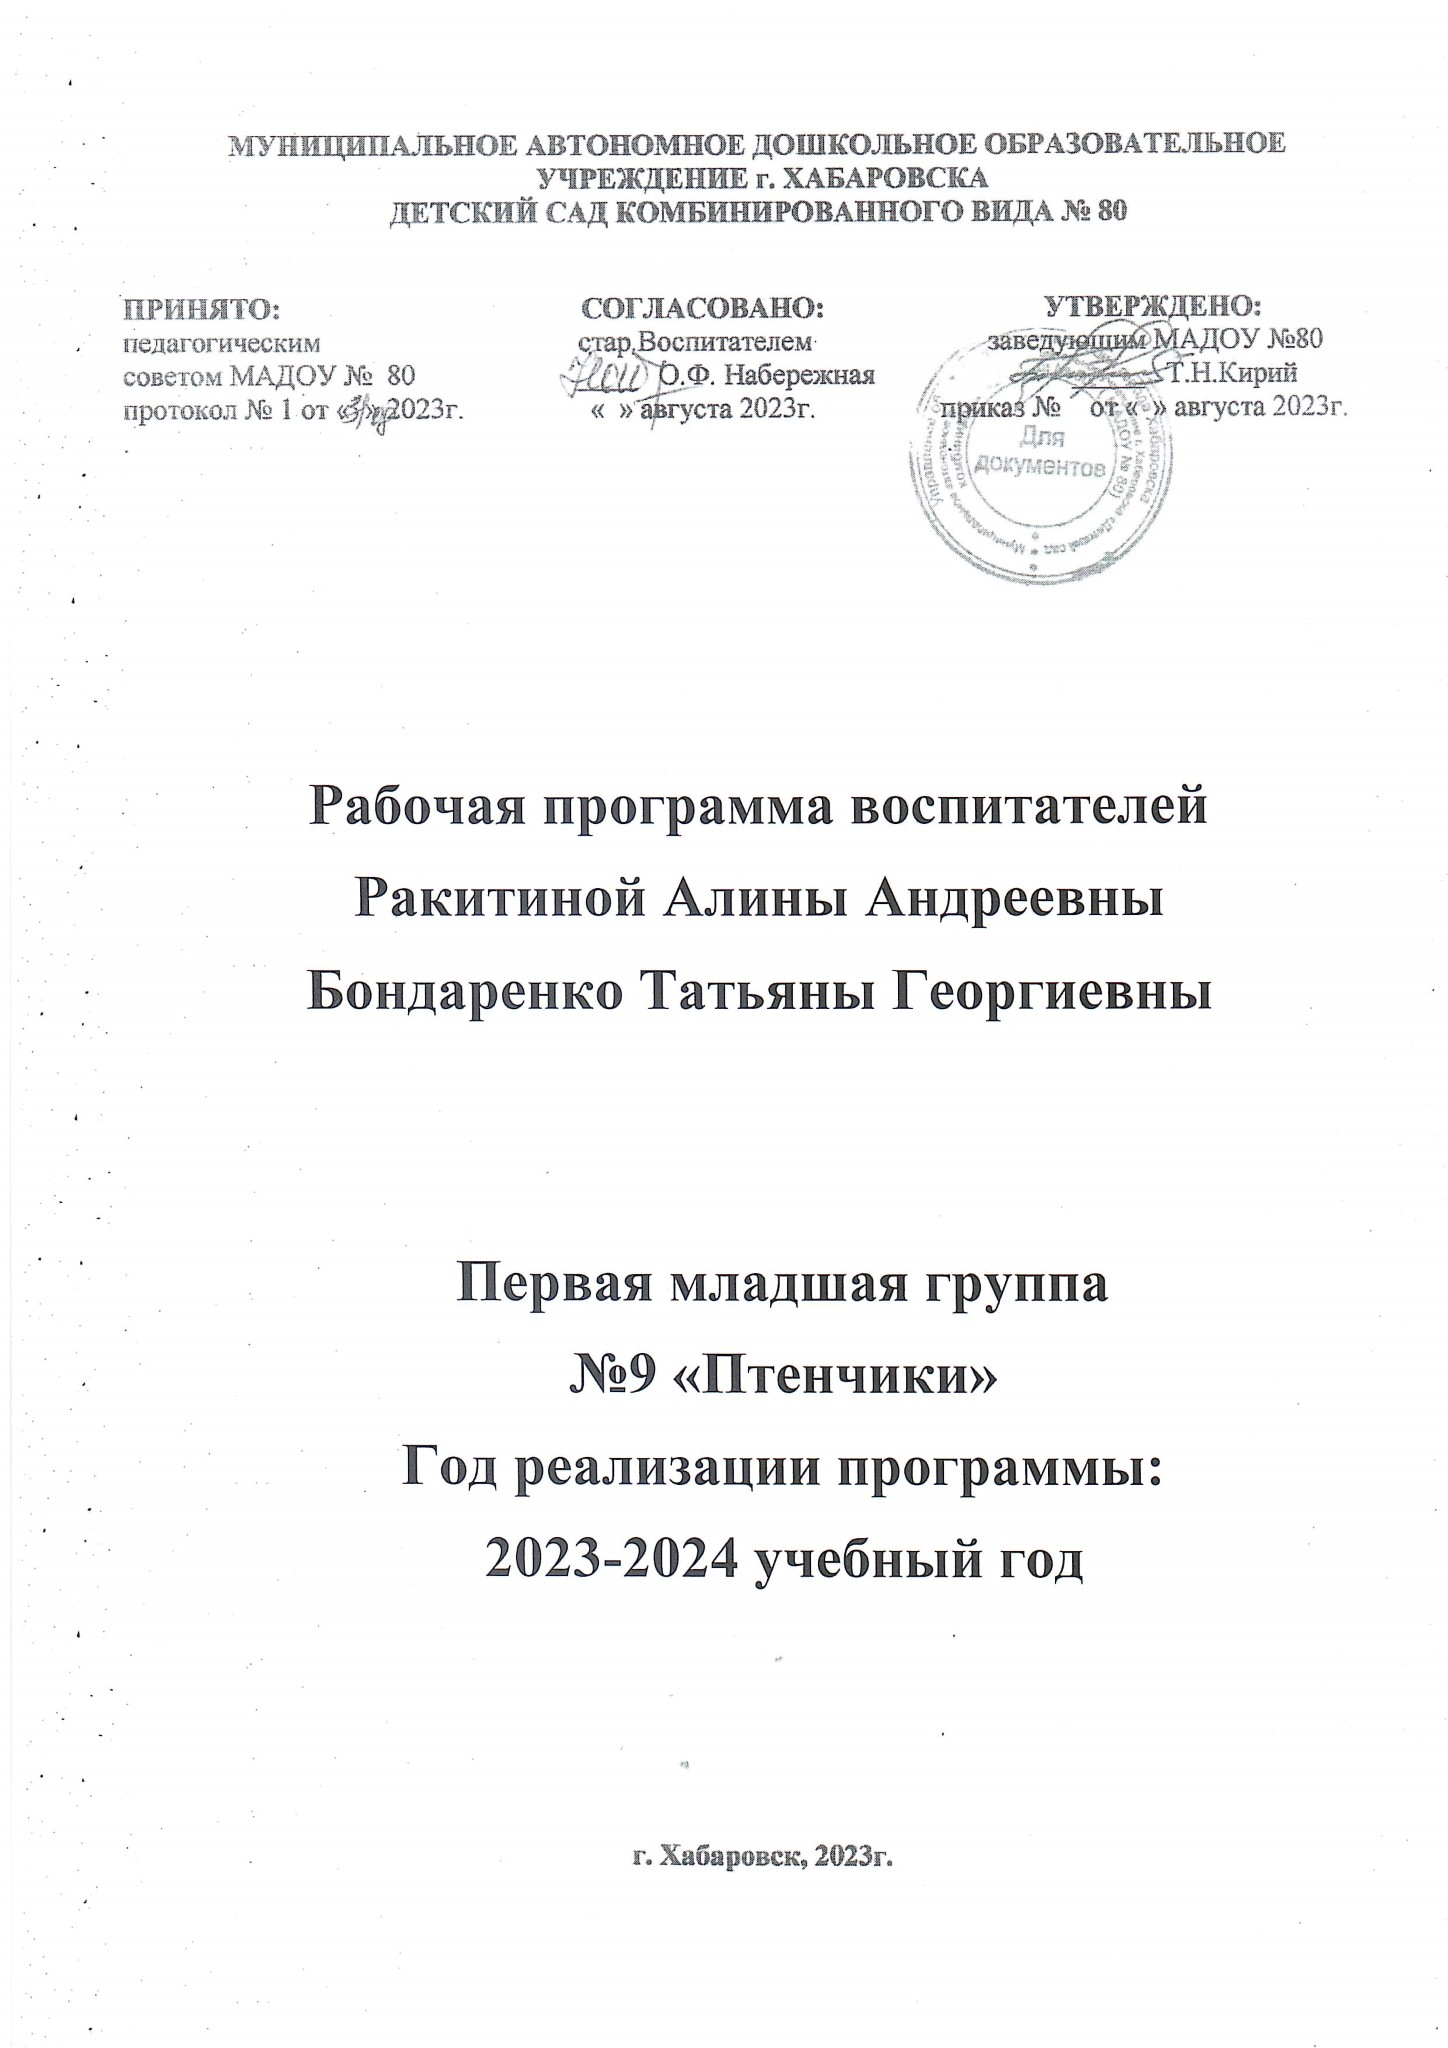 МУНИЦИПАЛЬНОЕ АВТОНОМНОЕ ДОШКОЛЬНОЕ ОБРАЗОВАТЕЛЬНОЕ
УЧРЕЖДЕНИЕ г. ХАБАРОВСКА
ДЕТСКИЙ САД КОМБИНИРОВАННОГО ВИДА № 80
ПРИНЯТО:
педагогическим
советом МАДОУ № 80
протокол № 1 от « » 2023г.
СОГЛАСОВАНО:
стар.Воспитателем
О.Ф. Набережная
« » августа 2023г.
УТВЕРЖДЕНО:
заведующим МАДОУ №80
Т.Н.Кирий
приказ № от « » августа 2023г.
Для
документов
Рабочая программа воспитателей
Ракитиной Алины Андреевны
Бондаренко Татьяны Георгиевны
Первая младшая группа
№9 «Птенчики»
Год реализации программы:
2023-2024 учебный год
г. Хабаровск, 2023г.